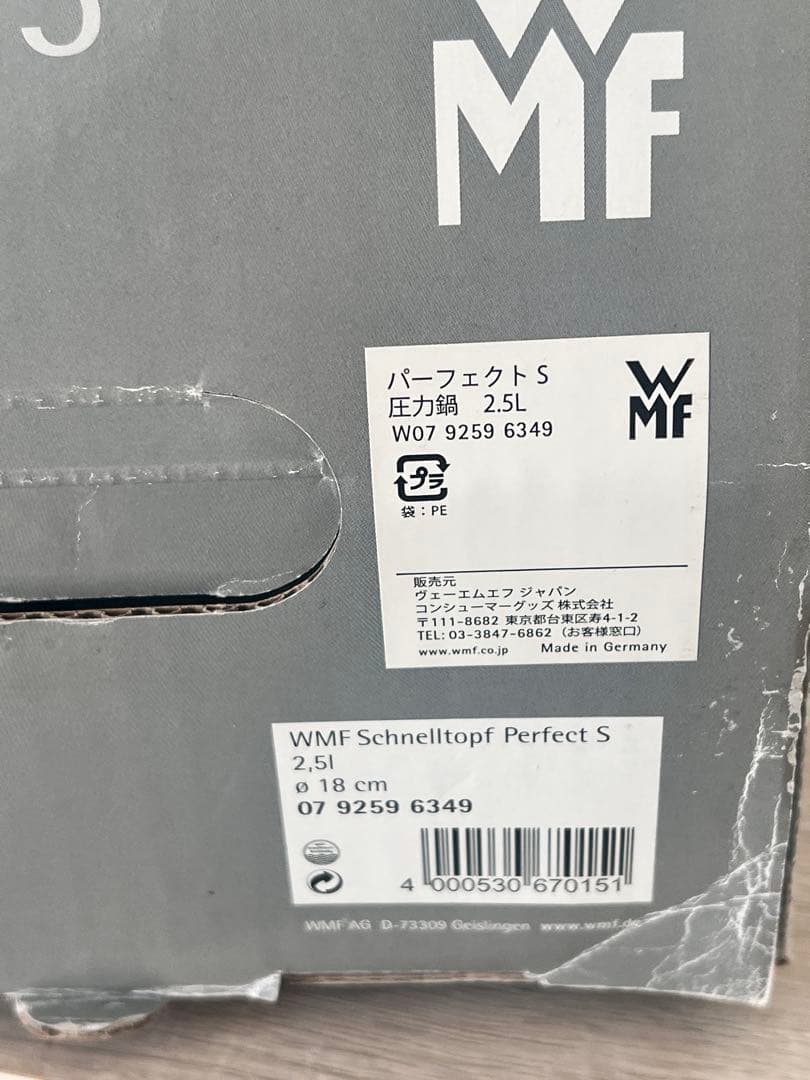 S
WMF
パーフェクト S
圧力鍋 2.5L
W07 9259 6349
WMF
プラ
袋：PE
販売元
ヴェーエムエフ ジャパン
コンシューマーグッズ 株式会社
〒111-8682 東京都台東区寿4-1-2
TEL: 03-3847-6862（お客様窓口）
www.wmf.co.jp Made in Germany
WMF Schnelltopf Perfect S
2,5l
ø 18 cm
07 9259 6349
4 000530 670151
WMF AG D-73309 Geislingen www.wmf.de